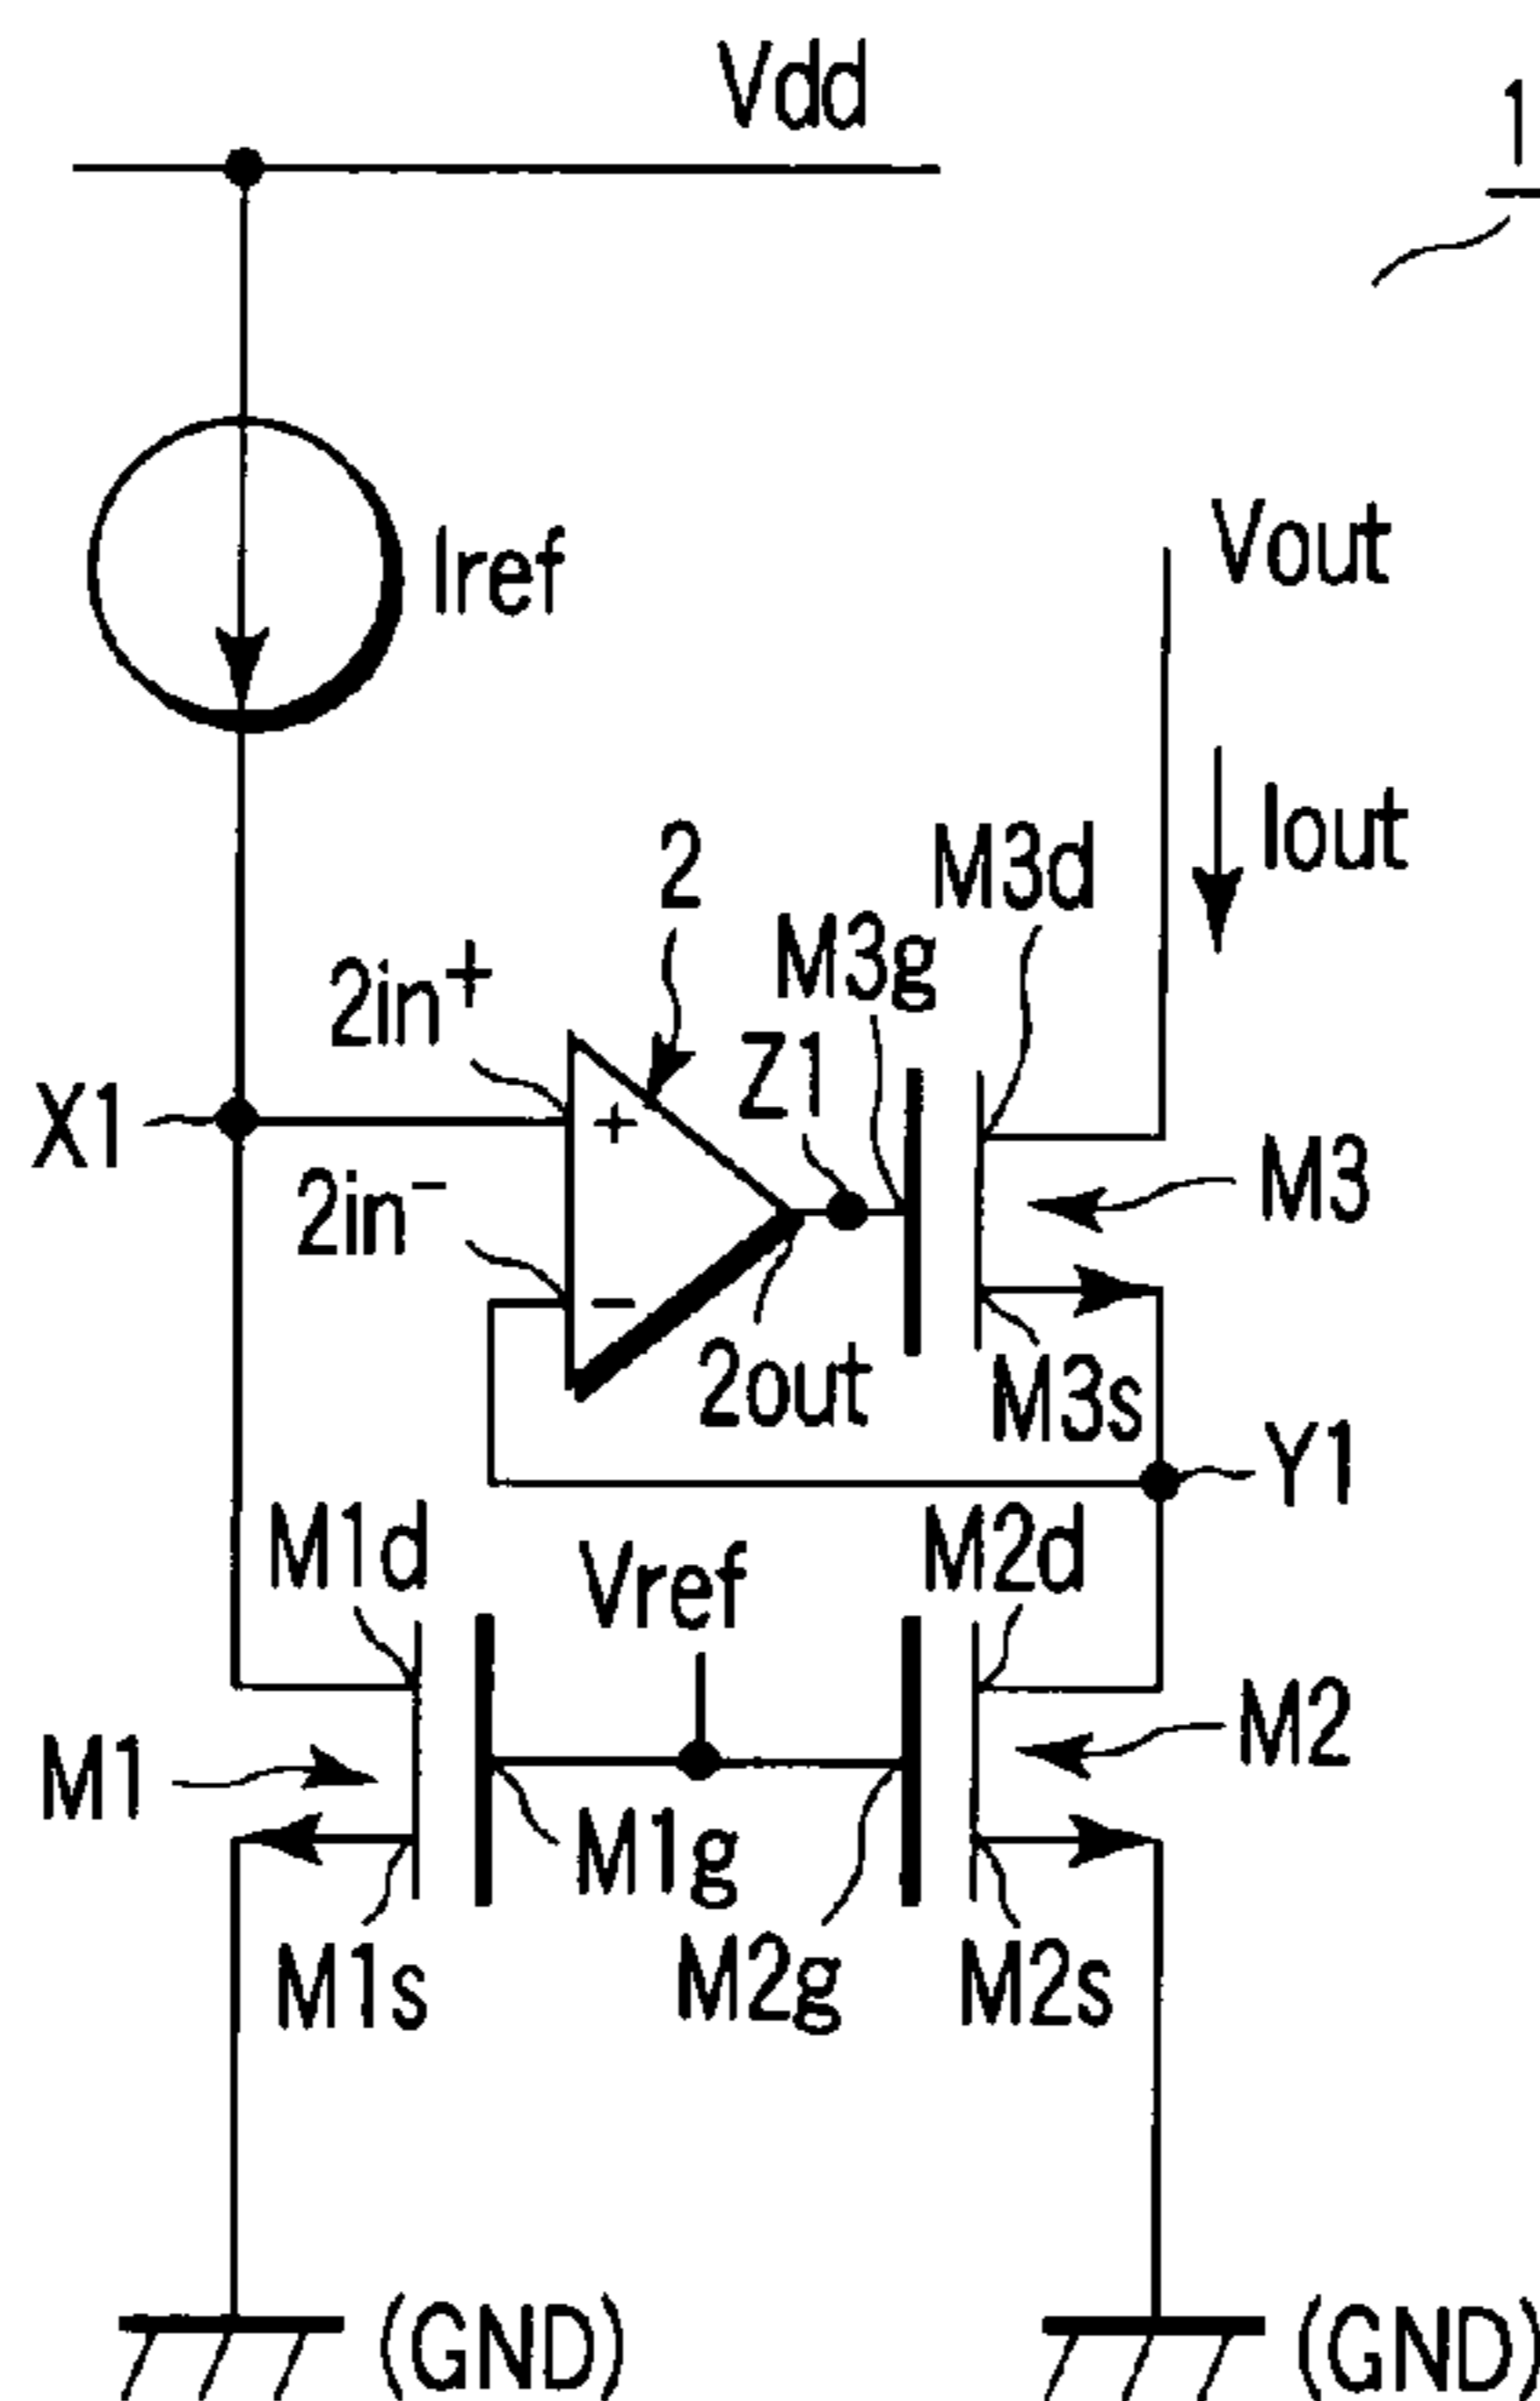 Vdd
1
Iref
Vout
Iout
2
M3d
M3g
2in+
Z1
X1
+
M3
2in−
−
2out
M3s
Y1
M1d
Vref
M2d
M1
M2
M1g
M1s
M2g
M2s
(GND)
(GND)